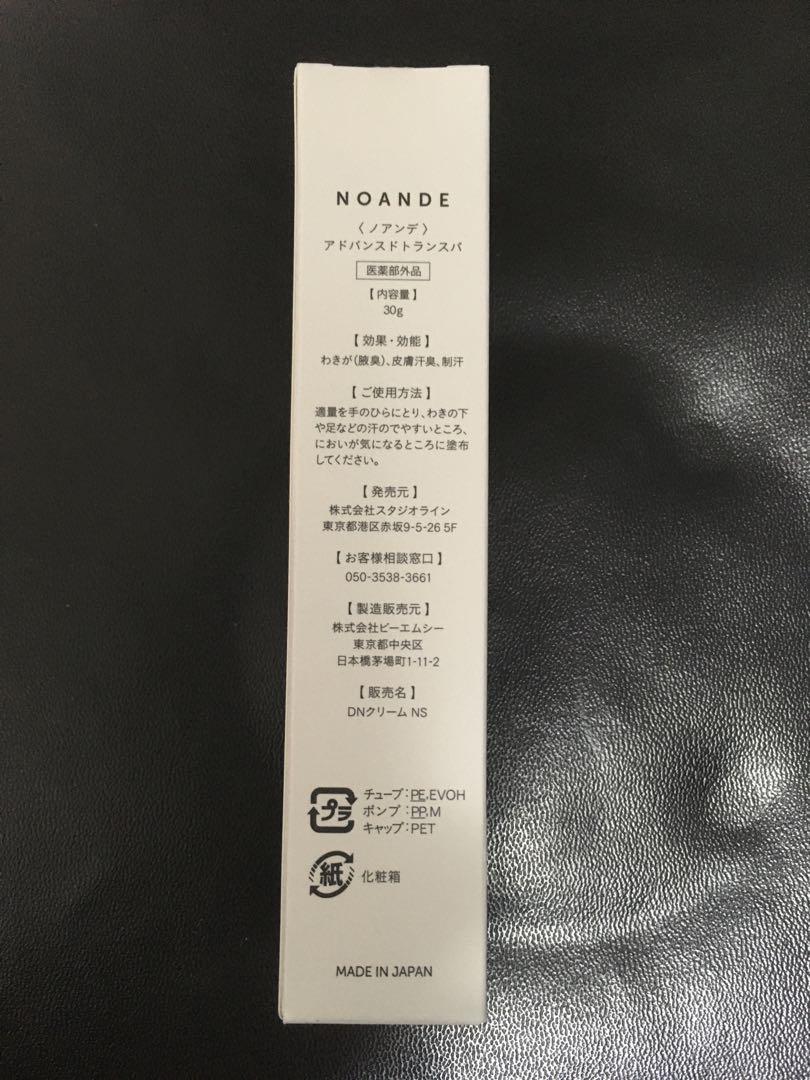 NOANDE
〈ノアンデ〉
アドバンスドトランスパ
医薬部外品
【内容量】
30g
【効果・効能】
わきが(腋臭)、皮膚汗臭、制汗
【ご使用方法】
適量を手のひらにとり、わきの下
や足などの汗のでやすいところ、
においが気になるところに塗布
してください。
【発売元】
株式会社スタジオライン
東京都港区赤坂9-5-26 5F
【お客様相談窓口】
050-3538-3661
【製造販売元】
株式会社ビーエムシー
東京都中央区
日本橋茅場町1-11-2
【販売名】
DNクリーム NS
プラ
チューブ:PE,EVOH
ポンプ:PP,M
キャップ:PET
紙
化粧箱
MADE IN JAPAN